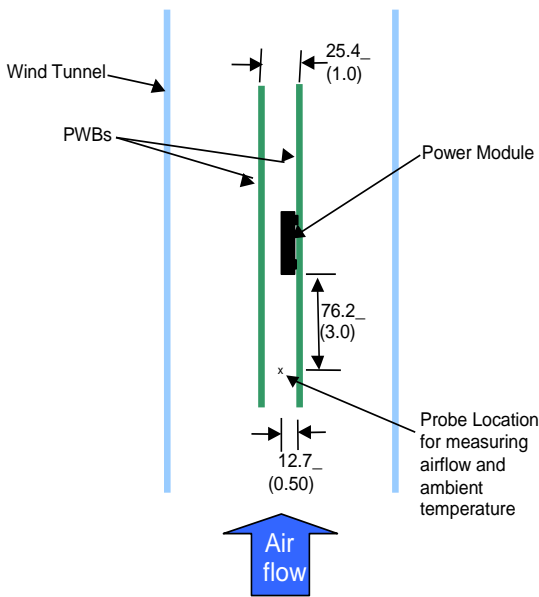 25.4_
(1.0)
Wind Tunnel
PWBs
Power Module
76.2_
(3.0)
x
Probe Location
for measuring
airflow and
ambient
temperature
12.7_
(0.50)
Air
flow